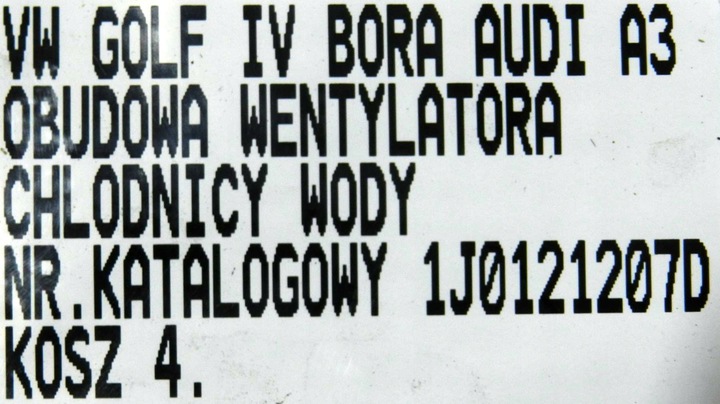 VW GOLF IV BORA AUDI A3
OBUDOWA WENTYLATORA
CHLODNICY WODY
NR.KATALOGOWY 1J0121207D
KOSZ 4.